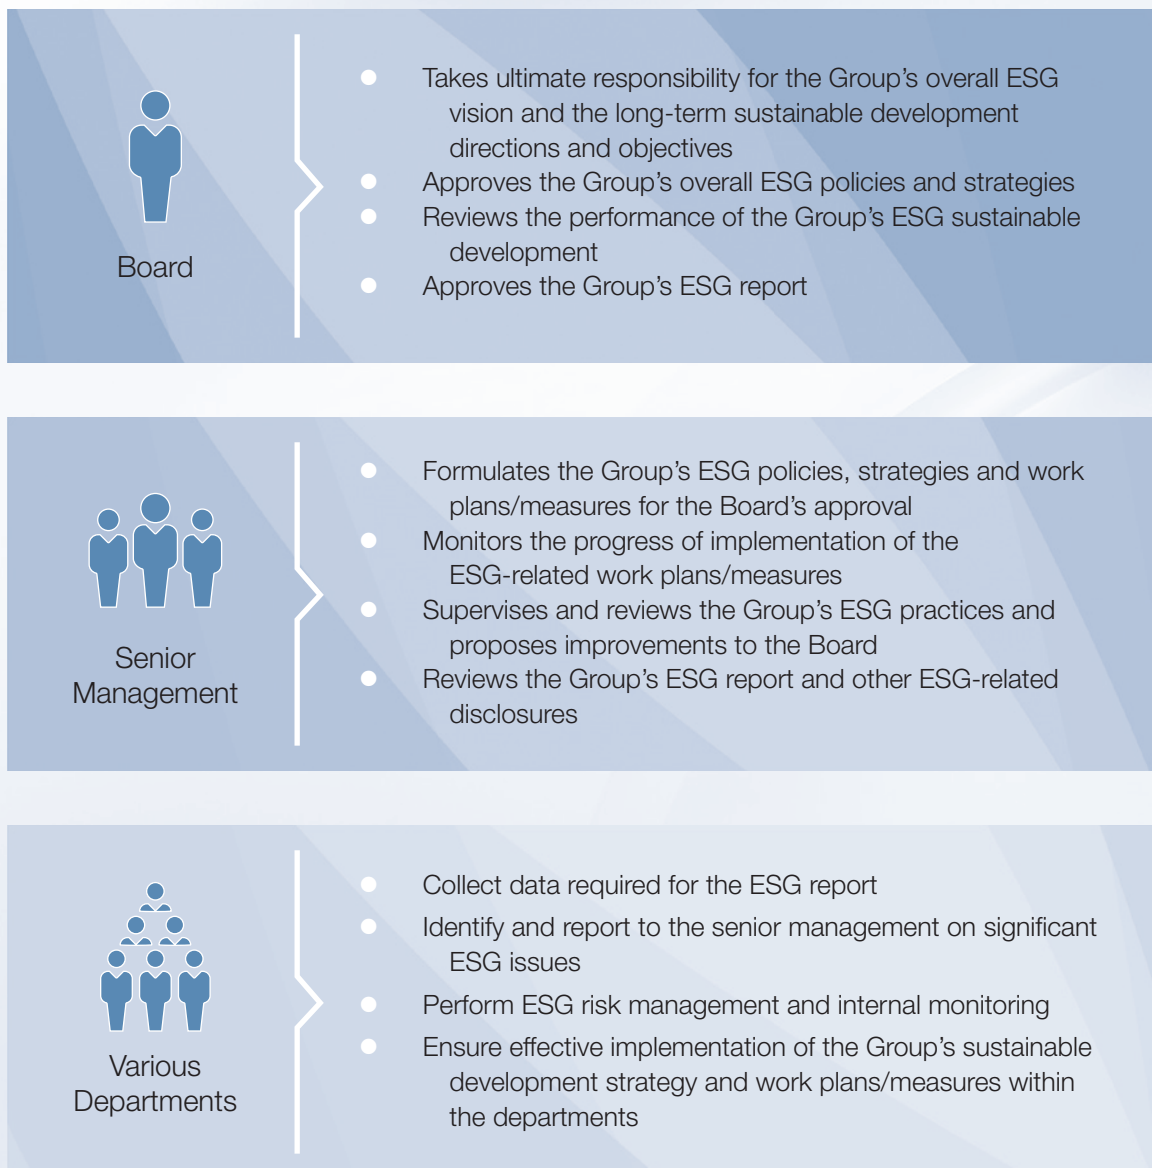 Board
● Takes ultimate responsibility for the Group’s overall ESG
vision and the long-term sustainable development
directions and objectives
● Approves the Group’s overall ESG policies and strategies
● Reviews the performance of the Group’s ESG sustainable
development
● Approves the Group’s ESG report
Senior
Management
● Formulates the Group’s ESG policies, strategies and work
plans/measures for the Board’s approval
● Monitors the progress of implementation of the
ESG-related work plans/measures
● Supervises and reviews the Group’s ESG practices and
proposes improvements to the Board
● Reviews the Group’s ESG report and other ESG-related
disclosures
Various
Departments
● Collect data required for the ESG report
● Identify and report to the senior management on significant
ESG issues
● Perform ESG risk management and internal monitoring
● Ensure effective implementation of the Group’s sustainable
development strategy and work plans/measures within
the departments